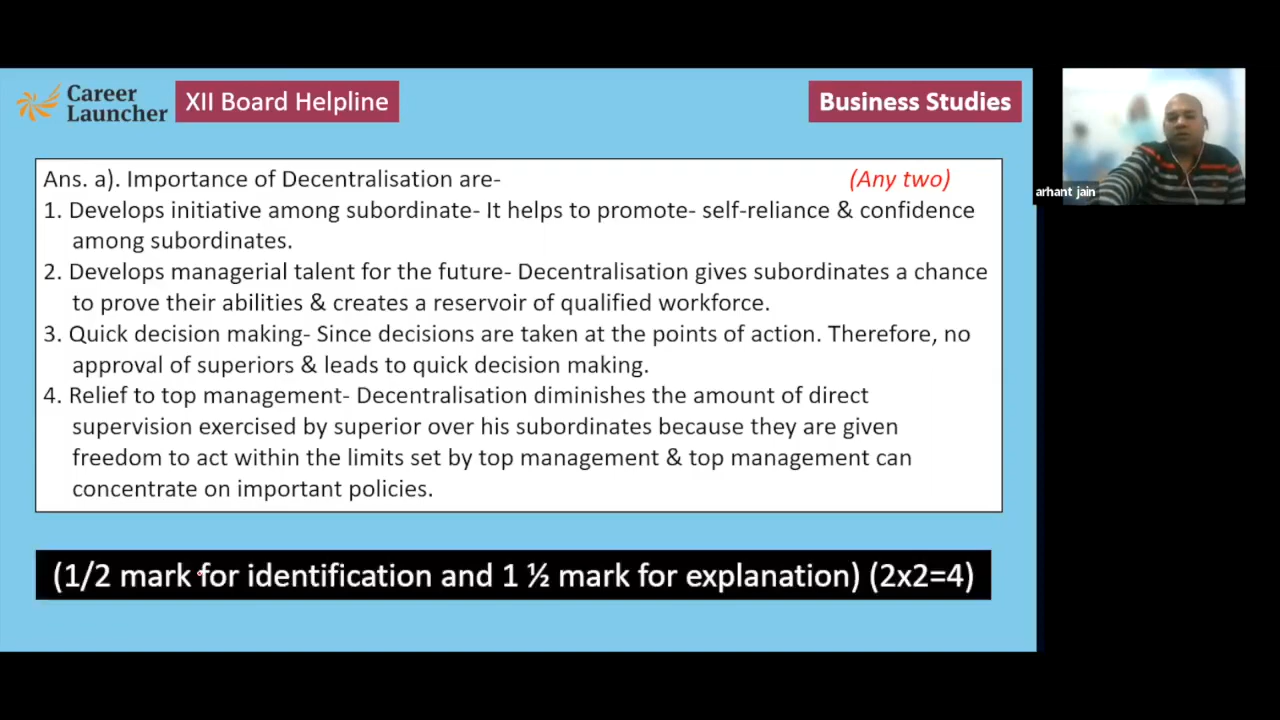 Career
Launcher
XII Board Helpline
Business Studies
Ans. a). Importance of Decentralisation are- (Any two)
1. Develops initiative among subordinate- It helps to promote- self-reliance & confidence
among subordinates.
2. Develops managerial talent for the future- Decentralisation gives subordinates a chance
to prove their abilities & creates a reservoir of qualified workforce.
3. Quick decision making- Since decisions are taken at the points of action. Therefore, no
approval of superiors & leads to quick decision making.
4. Relief to top management- Decentralisation diminishes the amount of direct
supervision exercised by superior over his subordinates because they are given
freedom to act within the limits set by top management & top management can
concentrate on important policies.
(1/2 mark for identification and 1 ½ mark for explanation) (2x2=4)
arhant jain